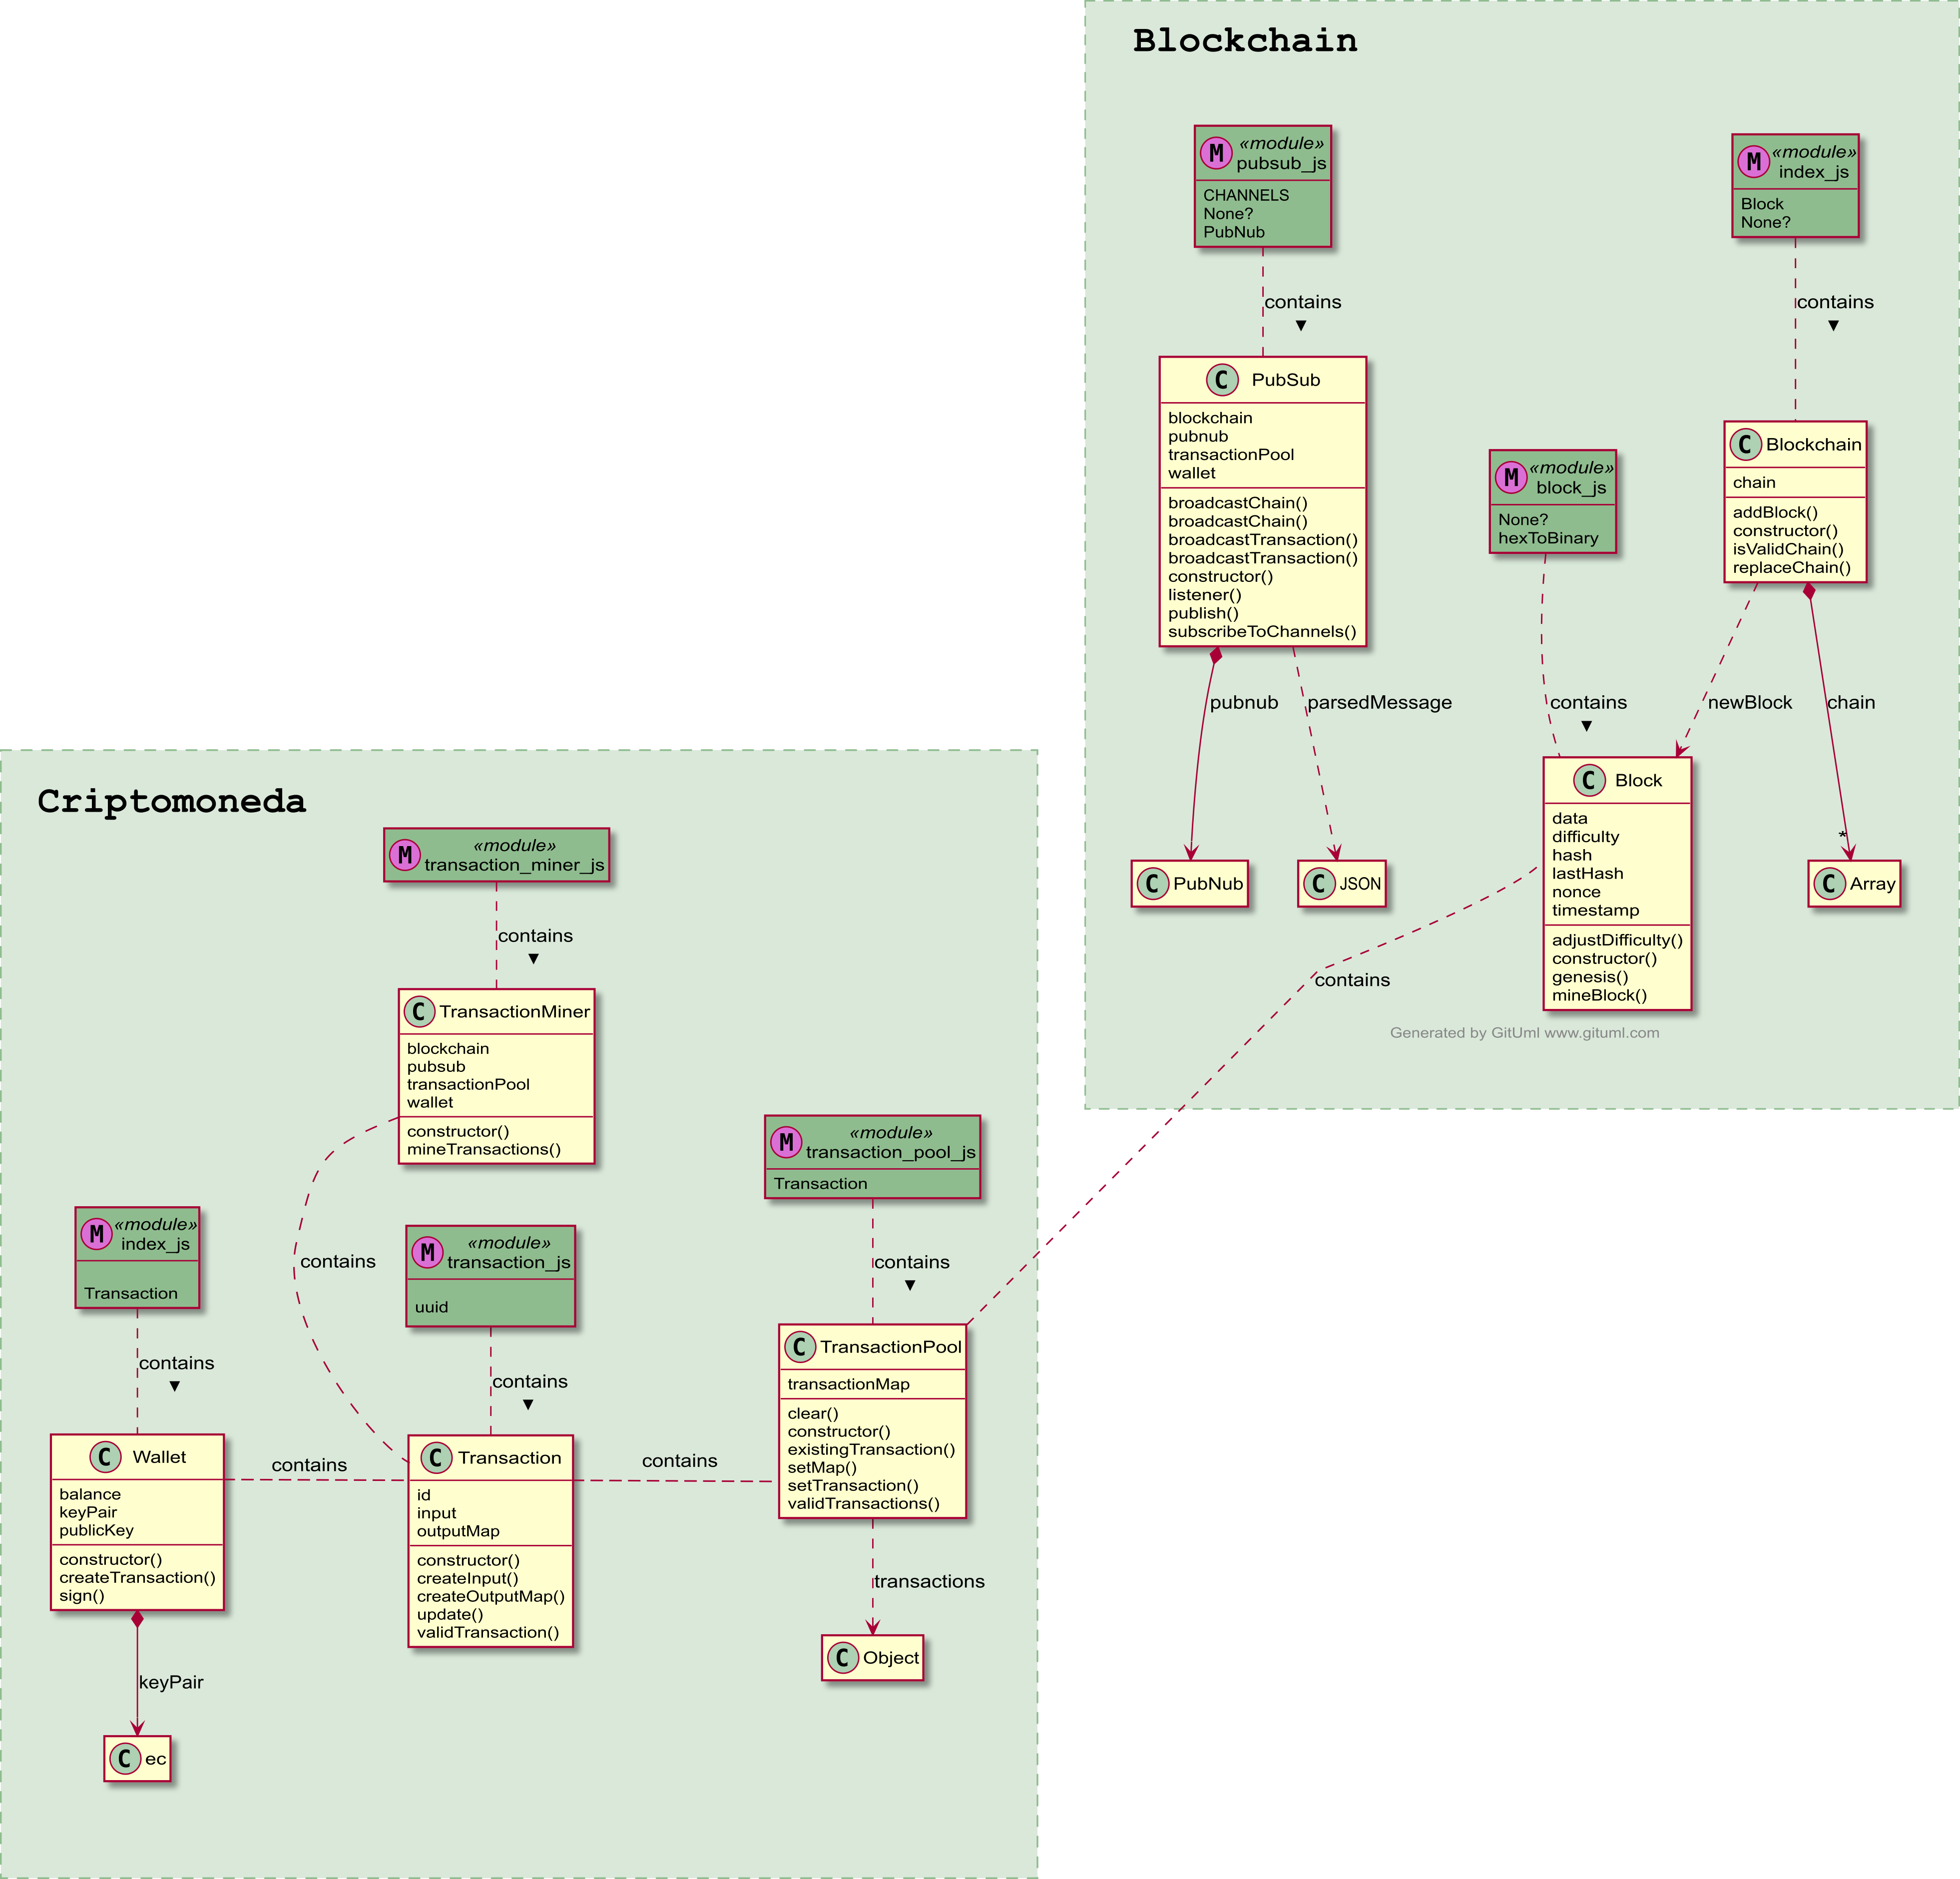 Blockchain
M
«module»
pubsub_js
CHANNELS
None?
PubNub
M
«module»
index_js
Block
None?
contains
▼
contains
▼
C PubSub
blockchain
pubnub
transactionPool
wallet
broadcastChain()
broadcastChain()
broadcastTransaction()
broadcastTransaction()
constructor()
listener()
publish()
subscribeToChannels()
M
«module»
block_js
None?
hexToBinary
C Blockchain
chain
addBlock()
constructor()
isValidChain()
replaceChain()
pubnub
parsedMessage
contains
▼
newBlock
chain
*
C PubNub
C JSON
C Block
data
difficulty
hash
lastHash
nonce
timestamp
adjustDifficulty()
constructor()
genesis()
mineBlock()
C Array
contains
Generated by GitUml www.gituml.com
Criptomoneda
M
«module»
transaction_miner_js
contains
▼
C TransactionMiner
blockchain
pubsub
transactionPool
wallet
constructor()
mineTransactions()
M
«module»
transaction_pool_js
Transaction
M
«module»
index_js
Transaction
contains
M
«module»
transaction_js
uuid
contains
▼
contains
▼
contains
▼
C Wallet
balance
keyPair
publicKey
constructor()
createTransaction()
sign()
contains
C Transaction
id
input
outputMap
constructor()
createInput()
createOutputMap()
update()
validTransaction()
contains
C TransactionPool
transactionMap
clear()
constructor()
existingTransaction()
setMap()
setTransaction()
validTransactions()
transactions
C Object
keyPair
C ec